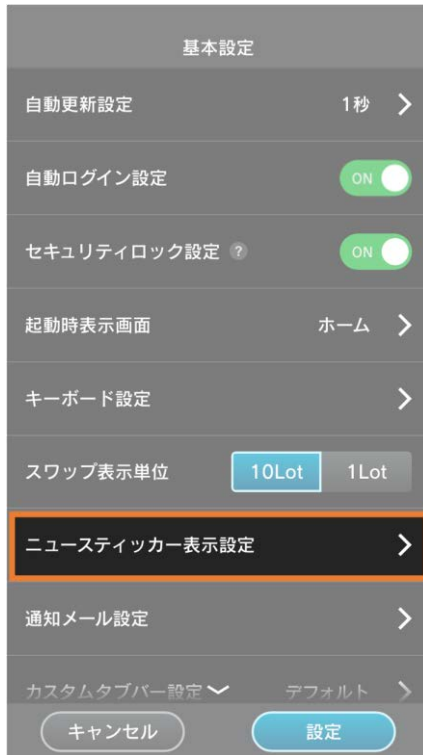 基本設定
自動更新設定 1秒
自動ログイン設定 ON
セキュリティロック設定 ? ON
起動時表示画面 ホーム
キーボード設定
スワップ表示単位 10Lot 1Lot
ニュースティッカー表示設定
通知メール設定
カスタムタブバー設定 デフォルト
キャンセル 設定